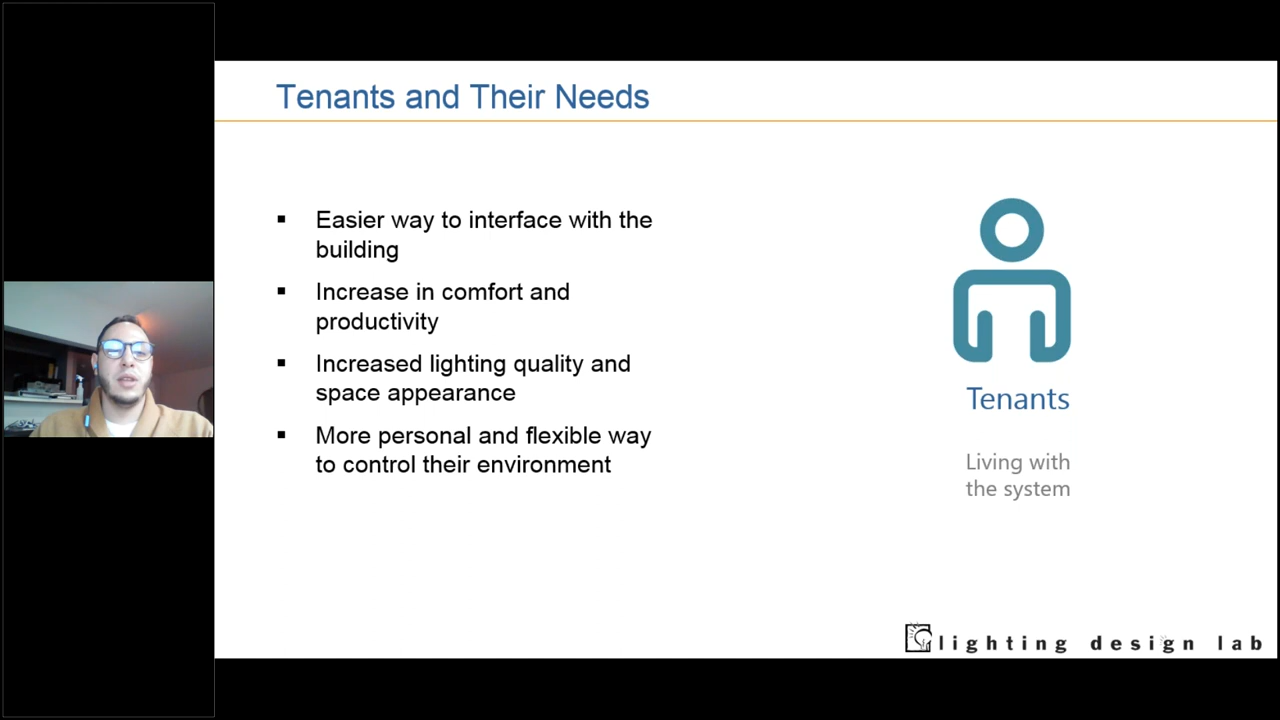 Tenants and Their Needs
▪ Easier way to interface with the
building
▪ Increase in comfort and
productivity
▪ Increased lighting quality and
space appearance
▪ More personal and flexible way
to control their environment
Tenants
Living with
the system
lighting design lab